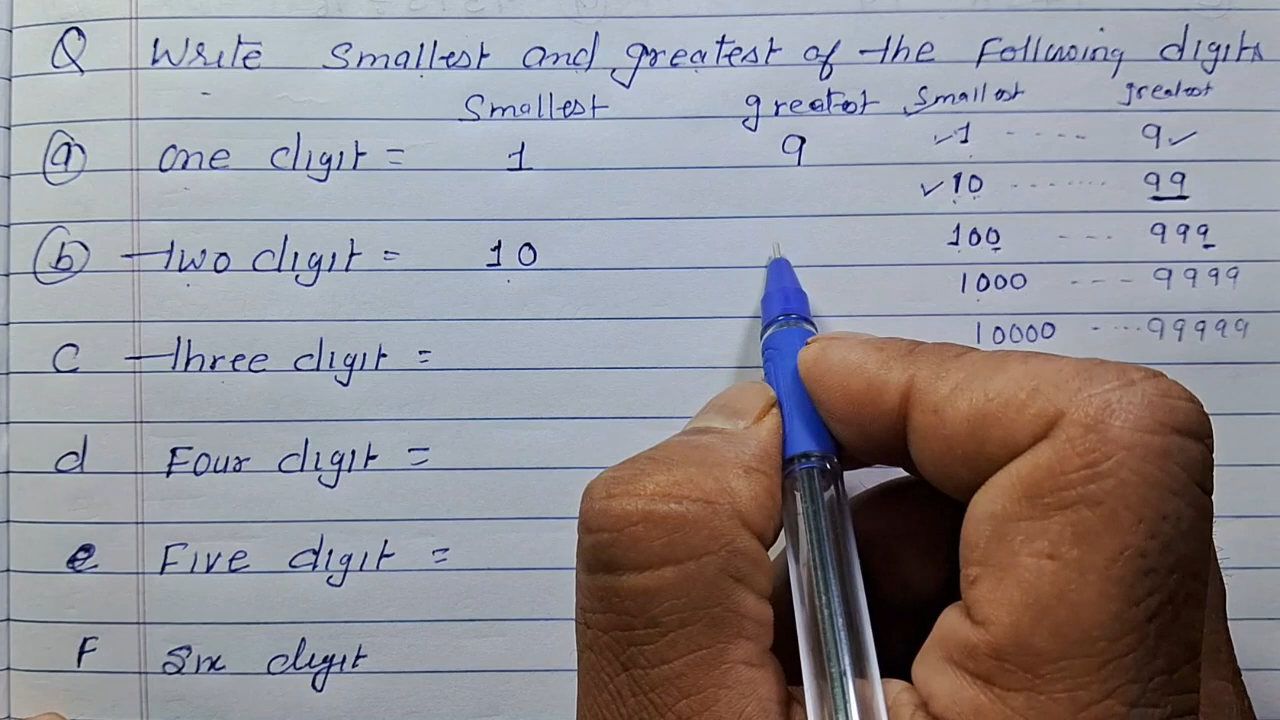 Q Write Smallest and greatest of the Following digits
Smallest greatest Smallest greatest
a one digit = 1 9 ✓1 ---- 9✓
✓10 ------- 99
b two digit = 10 100 --- 999
1000 --- 9999
10000 ---- 99999
c three digit =
d Four digit =
e Five digit =
F Six digit